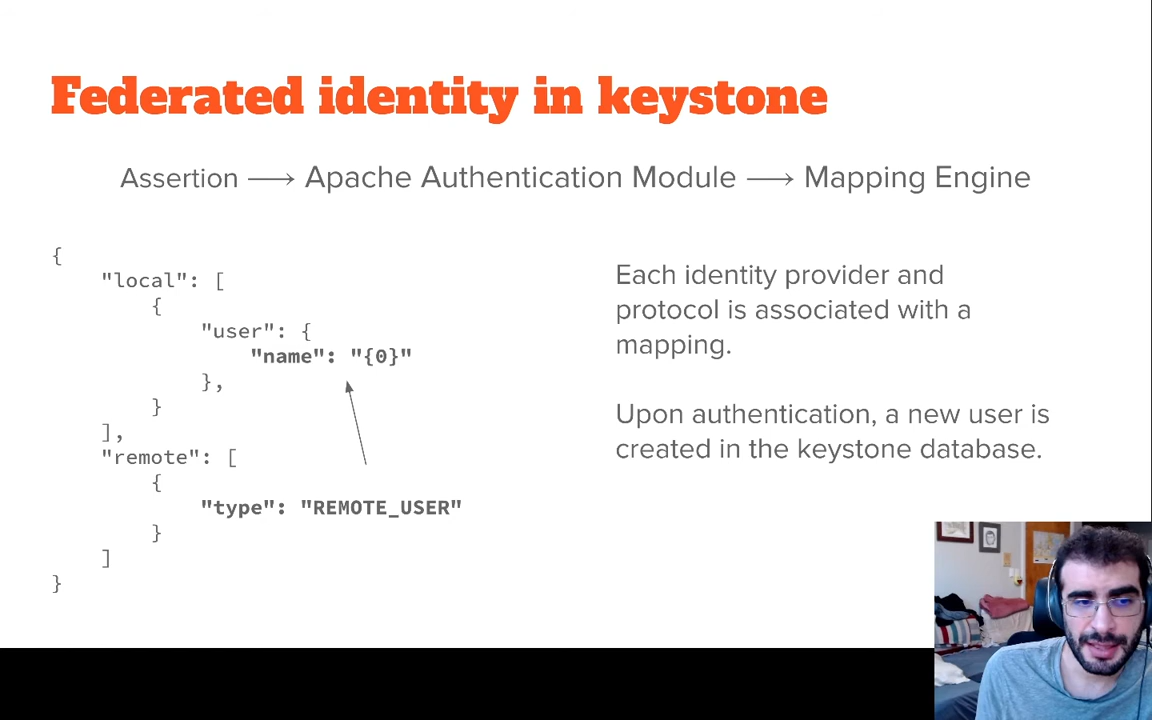 Federated identity in keystone
Assertion ⟶ Apache Authentication Module ⟶ Mapping Engine
{
    "local": [
        {
            "user": {
                "name": "{0}"
            },
        }
    ],
    "remote": [
        {
            "type": "REMOTE_USER"
        }
    ]
}
Each identity provider and
protocol is associated with a
mapping.
Upon authentication, a new user is
created in the keystone database.